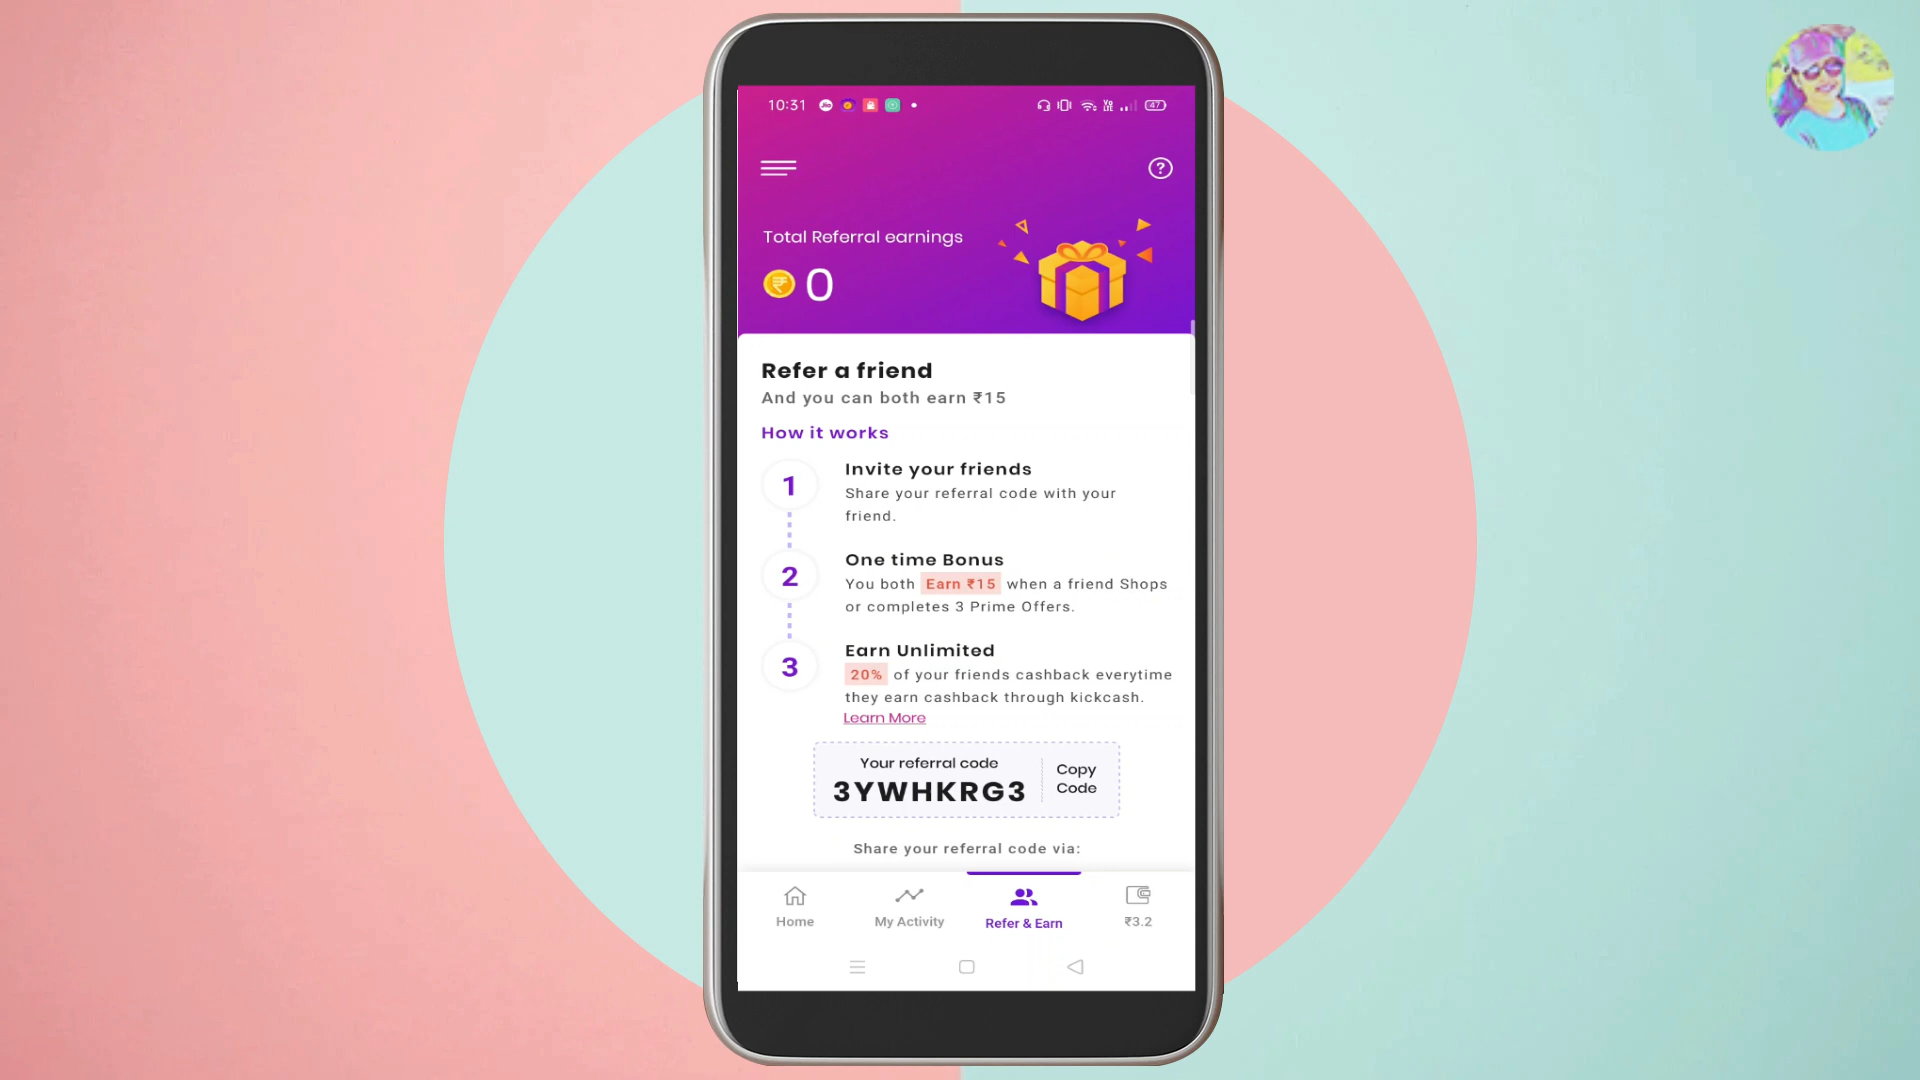 10:31
47
?
Total Referral earnings
0
Refer a friend
And you can both earn ₹15
How it works
1
Invite your friends
Share your referral code with your
friend.
2
One time Bonus
You both Earn ₹15 when a friend Shops
or completes 3 Prime Offers.
3
Earn Unlimited
20% of your friends cashback everytime
they earn cashback through kickcash.
Learn More
Your referral code
3YWHKRG3
Copy
Code
Share your referral code via:
Home
My Activity
Refer & Earn
₹3.2